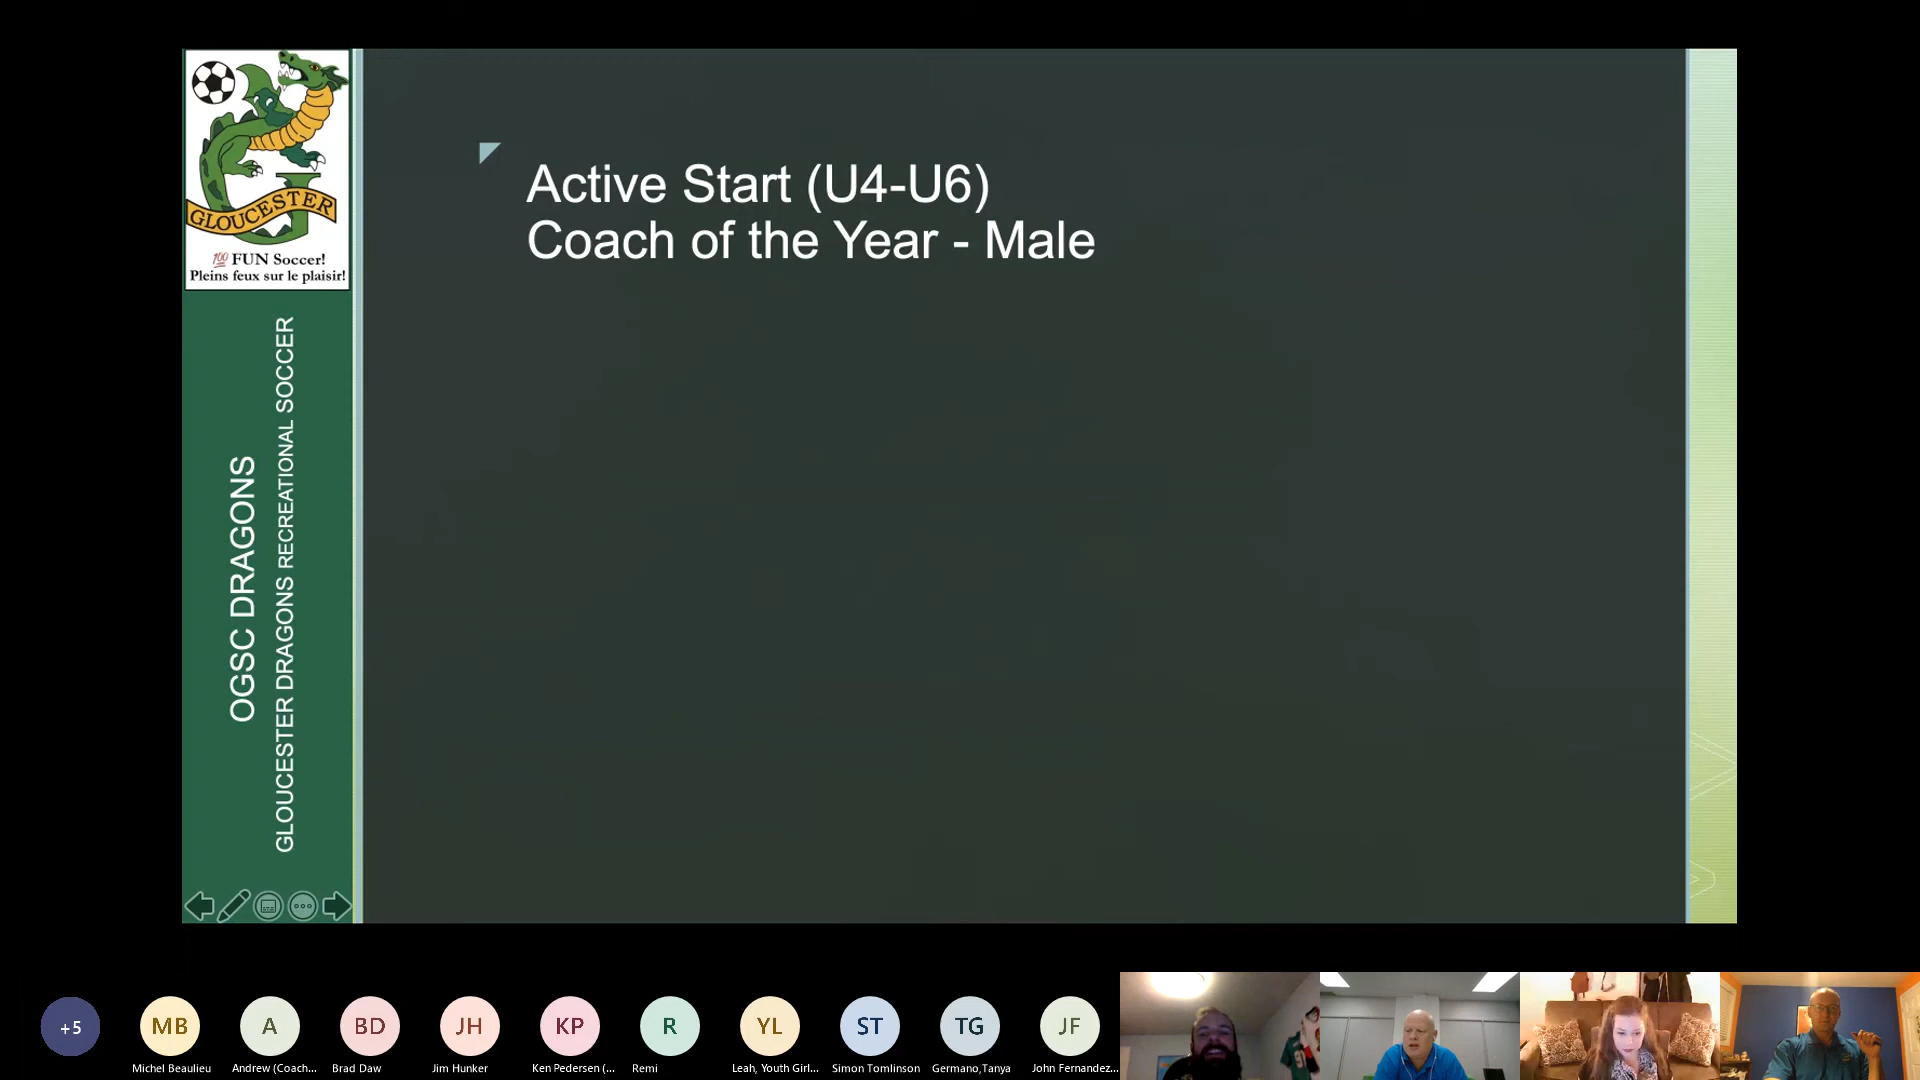 GLOUCESTER
💯 FUN Soccer!
Pleins feux sur le plaisir!
OGSC DRAGONS
GLOUCESTER DRAGONS RECREATIONAL SOCCER
Active Start (U4-U6)
Coach of the Year - Male
+5
MB
A
BD
JH
KP
R
YL
ST
TG
JF
Michel Beaulieu
Andrew (Coach...
Brad Daw
Jim Hunker
Ken Pedersen (...
Remi
Leah, Youth Girl...
Simon Tomlinson
Germano,Tanya
John Fernandez...